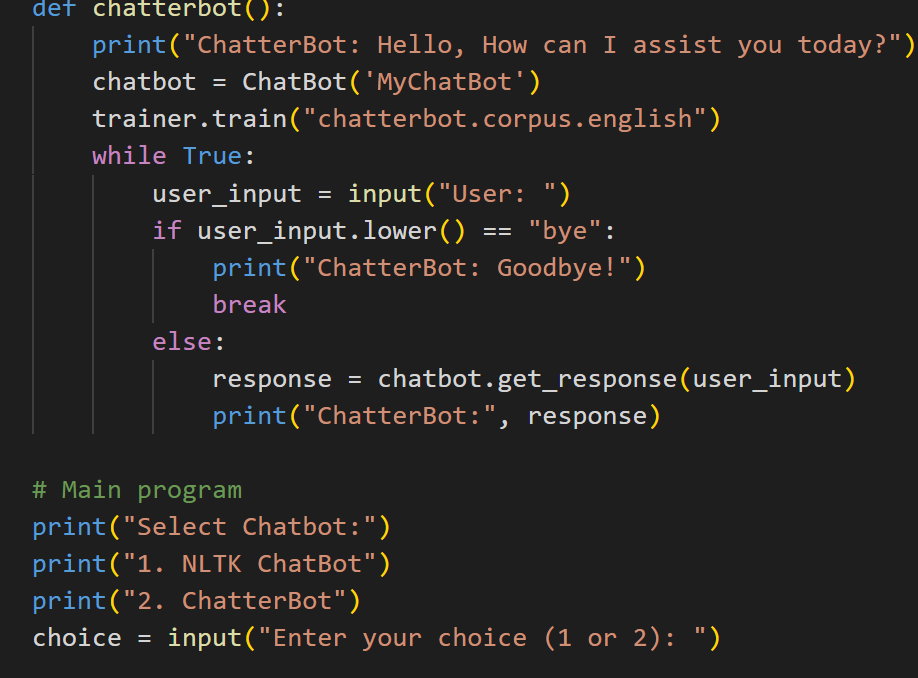 def chatterbot():
    print("ChatterBot: Hello, How can I assist you today?")
    chatbot = ChatBot('MyChatBot')
    trainer.train("chatterbot.corpus.english")
    while True:
        user_input = input("User: ")
        if user_input.lower() == "bye":
            print("ChatterBot: Goodbye!")
            break
        else:
            response = chatbot.get_response(user_input)
            print("ChatterBot:", response)

# Main program
print("Select Chatbot:")
print("1. NLTK ChatBot")
print("2. ChatterBot")
choice = input("Enter your choice (1 or 2): ")